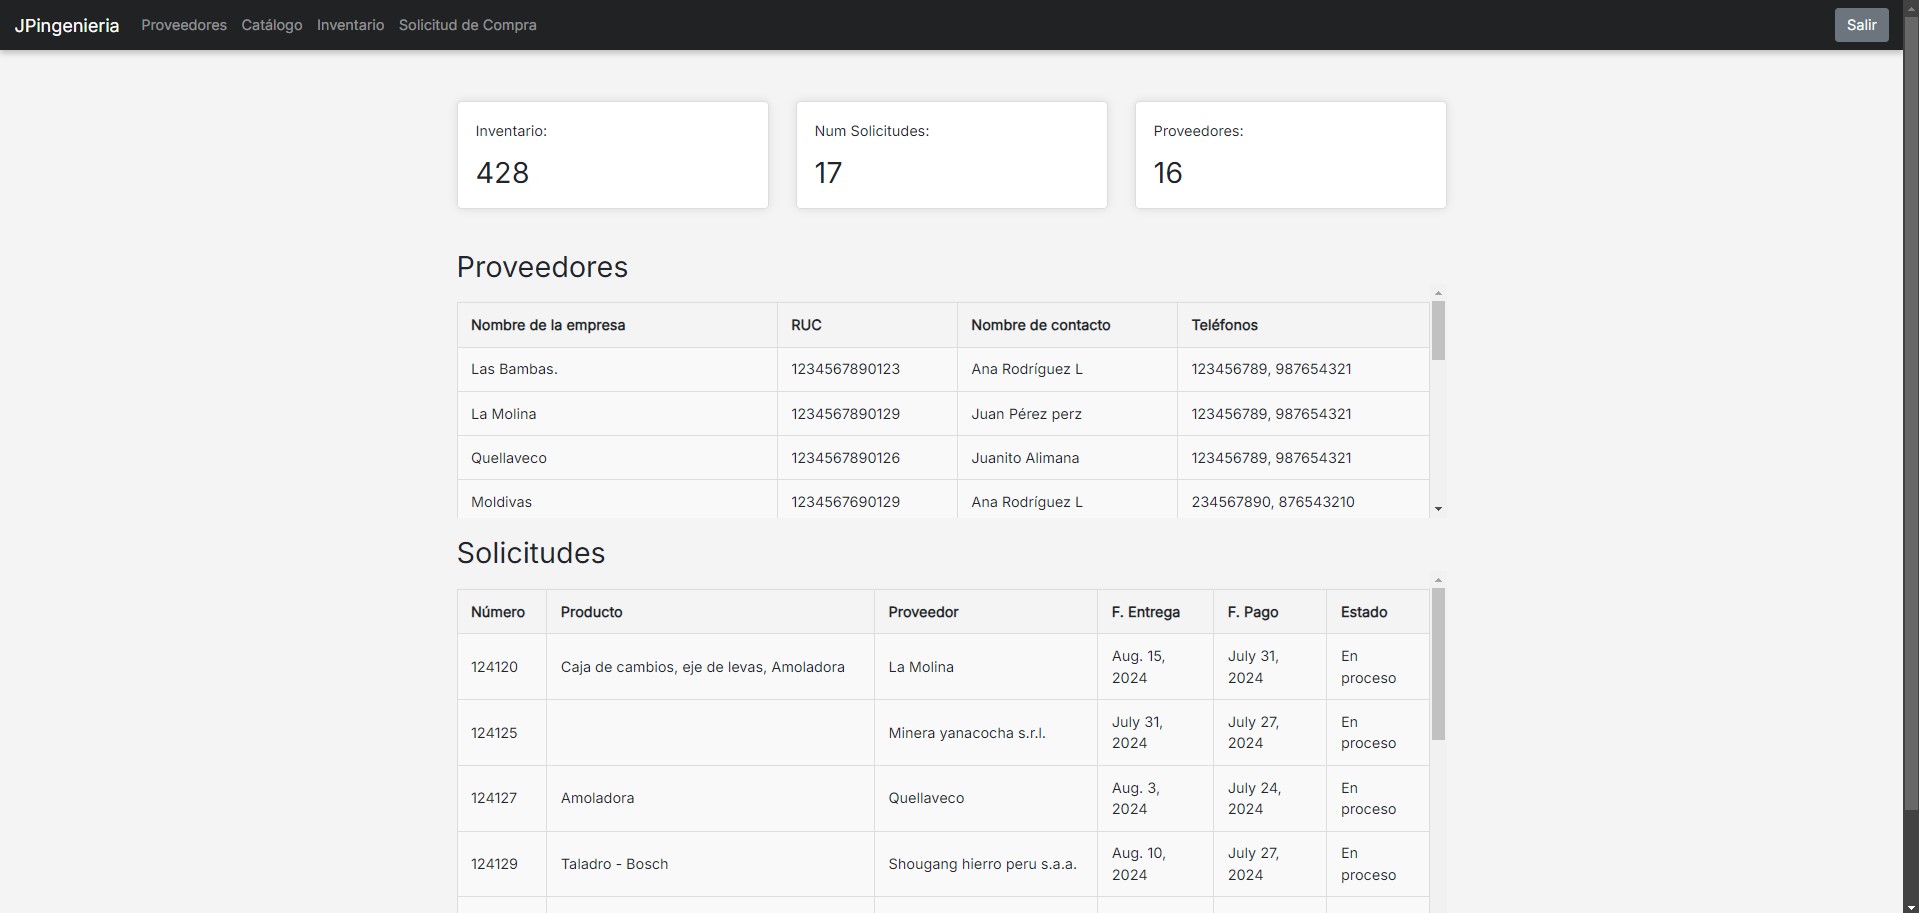 JPingenieria Proveedores Catálogo Inventario Solicitud de Compra Salir
Inventario: Num Solicitudes: Proveedores:
428 17 16
Proveedores
Nombre de la empresa RUC Nombre de contacto Teléfonos
Las Bambas. 1234567890123 Ana Rodríguez L 123456789, 987654321
La Molina 1234567890129 Juan Pérez perz 123456789, 987654321
Quellaveco 1234567890126 Juanito Alimana 123456789, 987654321
Moldivas 1234567690129 Ana Rodríguez L 234567890, 876543210
Solicitudes
Número Producto Proveedor F. Entrega F. Pago Estado
124120 Caja de cambios, eje de levas, Amoladora La Molina Aug. 15, 2024 July 31, 2024 En proceso
124125 Minera yanacocha s.r.l. July 31, 2024 July 27, 2024 En proceso
124127 Amoladora Quellaveco Aug. 3, 2024 July 24, 2024 En proceso
124129 Taladro - Bosch Shougang hierro peru s.a.a. Aug. 10, 2024 July 27, 2024 En proceso